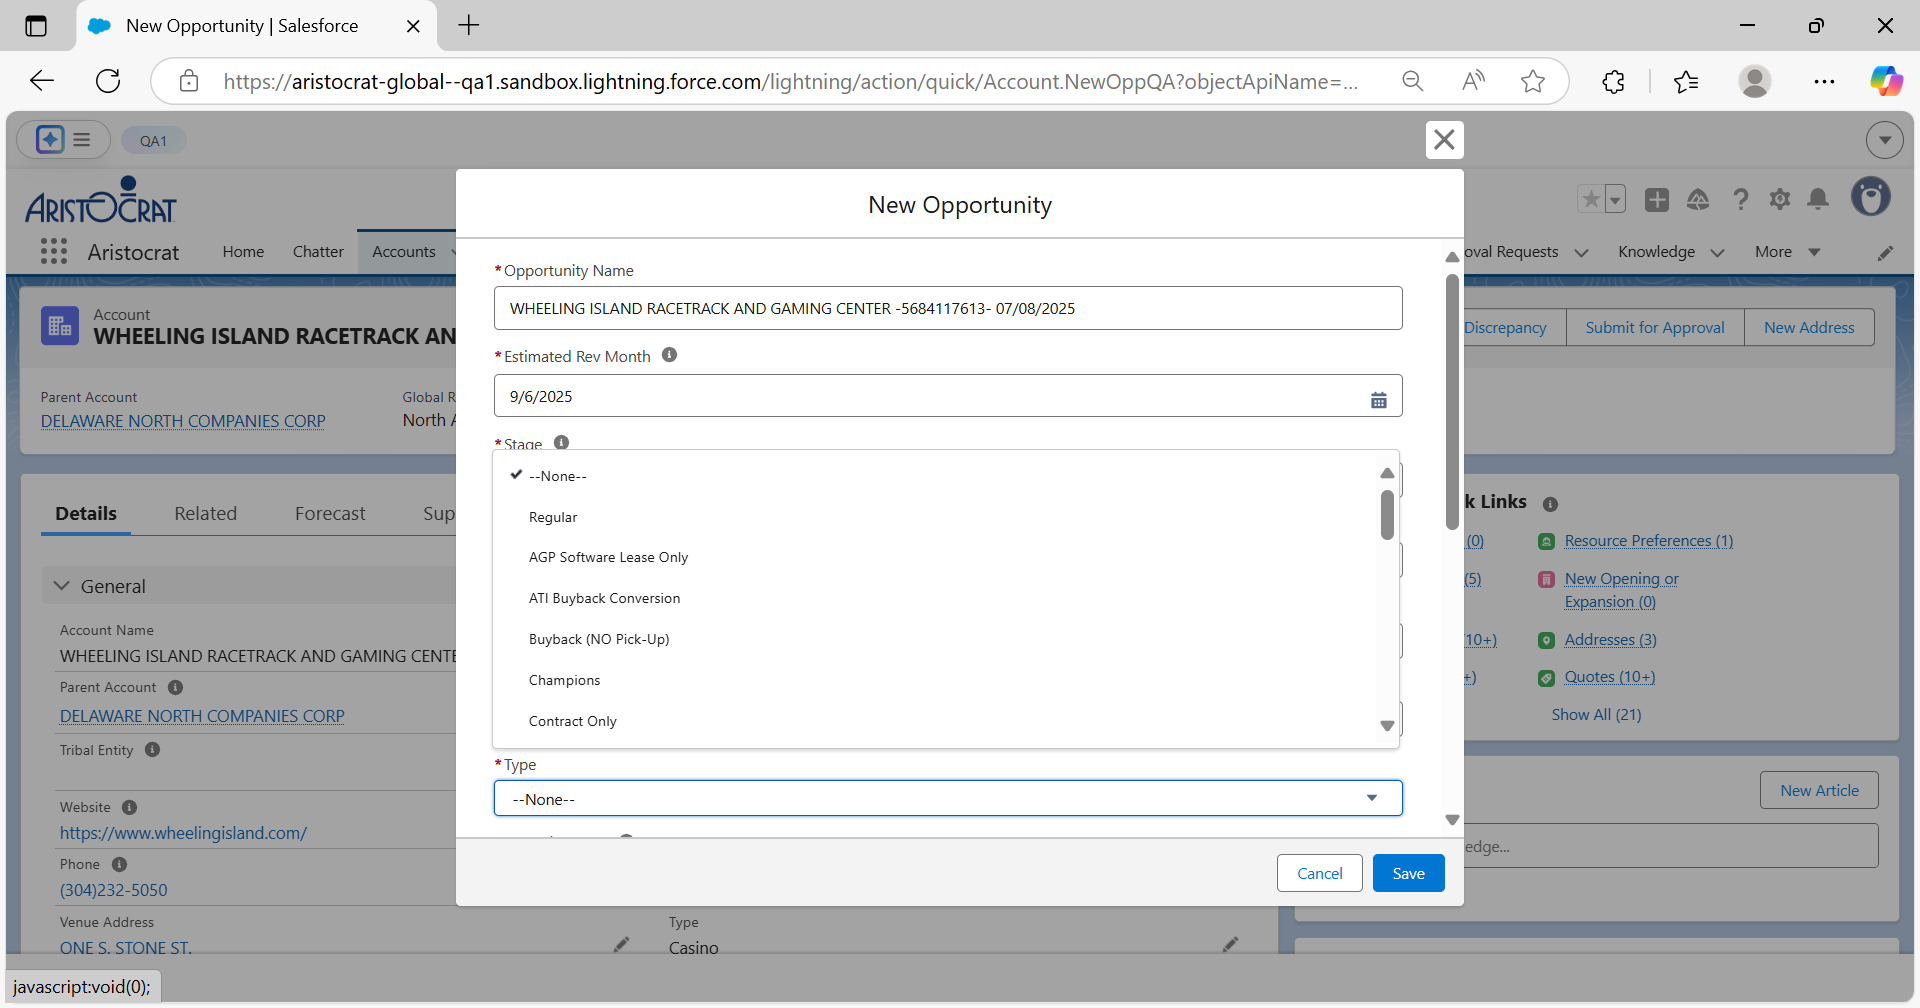 New Opportunity | Salesforce
https://aristocrat-global--qa1.sandbox.lightning.force.com/lightning/action/quick/Account.NewOppQA?objectApiName=...
QA1
ARISTOCRAT
Aristocrat
Home
Chatter
Accounts
oval Requests
Knowledge
More
New Opportunity
Account
WHEELING ISLAND RACETRACK AN
Discrepancy
Submit for Approval
New Address
Parent Account
DELAWARE NORTH COMPANIES CORP
Global R
North A
Details
Related
Forecast
Sup
General
Account Name
WHEELING ISLAND RACETRACK AND GAMING CENTE
Parent Account
DELAWARE NORTH COMPANIES CORP
Tribal Entity
Website
https://www.wheelingisland.com/
Phone
(304)232-5050
Venue Address
ONE S. STONE ST.
Type
Casino
*Opportunity Name
WHEELING ISLAND RACETRACK AND GAMING CENTER -5684117613- 07/08/2025
*Estimated Rev Month
9/6/2025
*Stage
--None--
Regular
AGP Software Lease Only
ATI Buyback Conversion
Buyback (NO Pick-Up)
Champions
Contract Only
*Type
--None--
Cancel
Save
k Links
(0)
Resource Preferences (1)
(5)
New Opening or
Expansion (0)
10+)
Addresses (3)
+)
Quotes (10+)
Show All (21)
New Article
edge...
javascript:void(0);